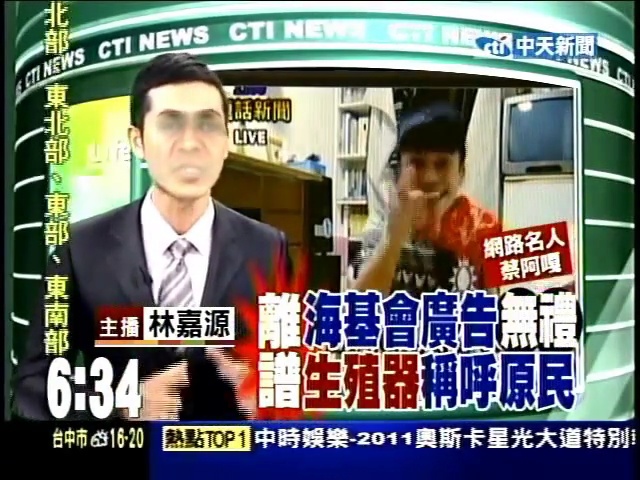 北部、東北部、東部、東南部
CTI NEWS CTI NEWS CTI NEWS
CTI NEWS
cti 中天新聞
電話新聞
LIVE
網路名人
蔡阿嘎
主播 林嘉源
離譜
海基會廣告無禮
生殖器稱呼原民
6:34
台中市 16-20
熱點TOP1 中時娛樂-2011奧斯卡星光大道特別